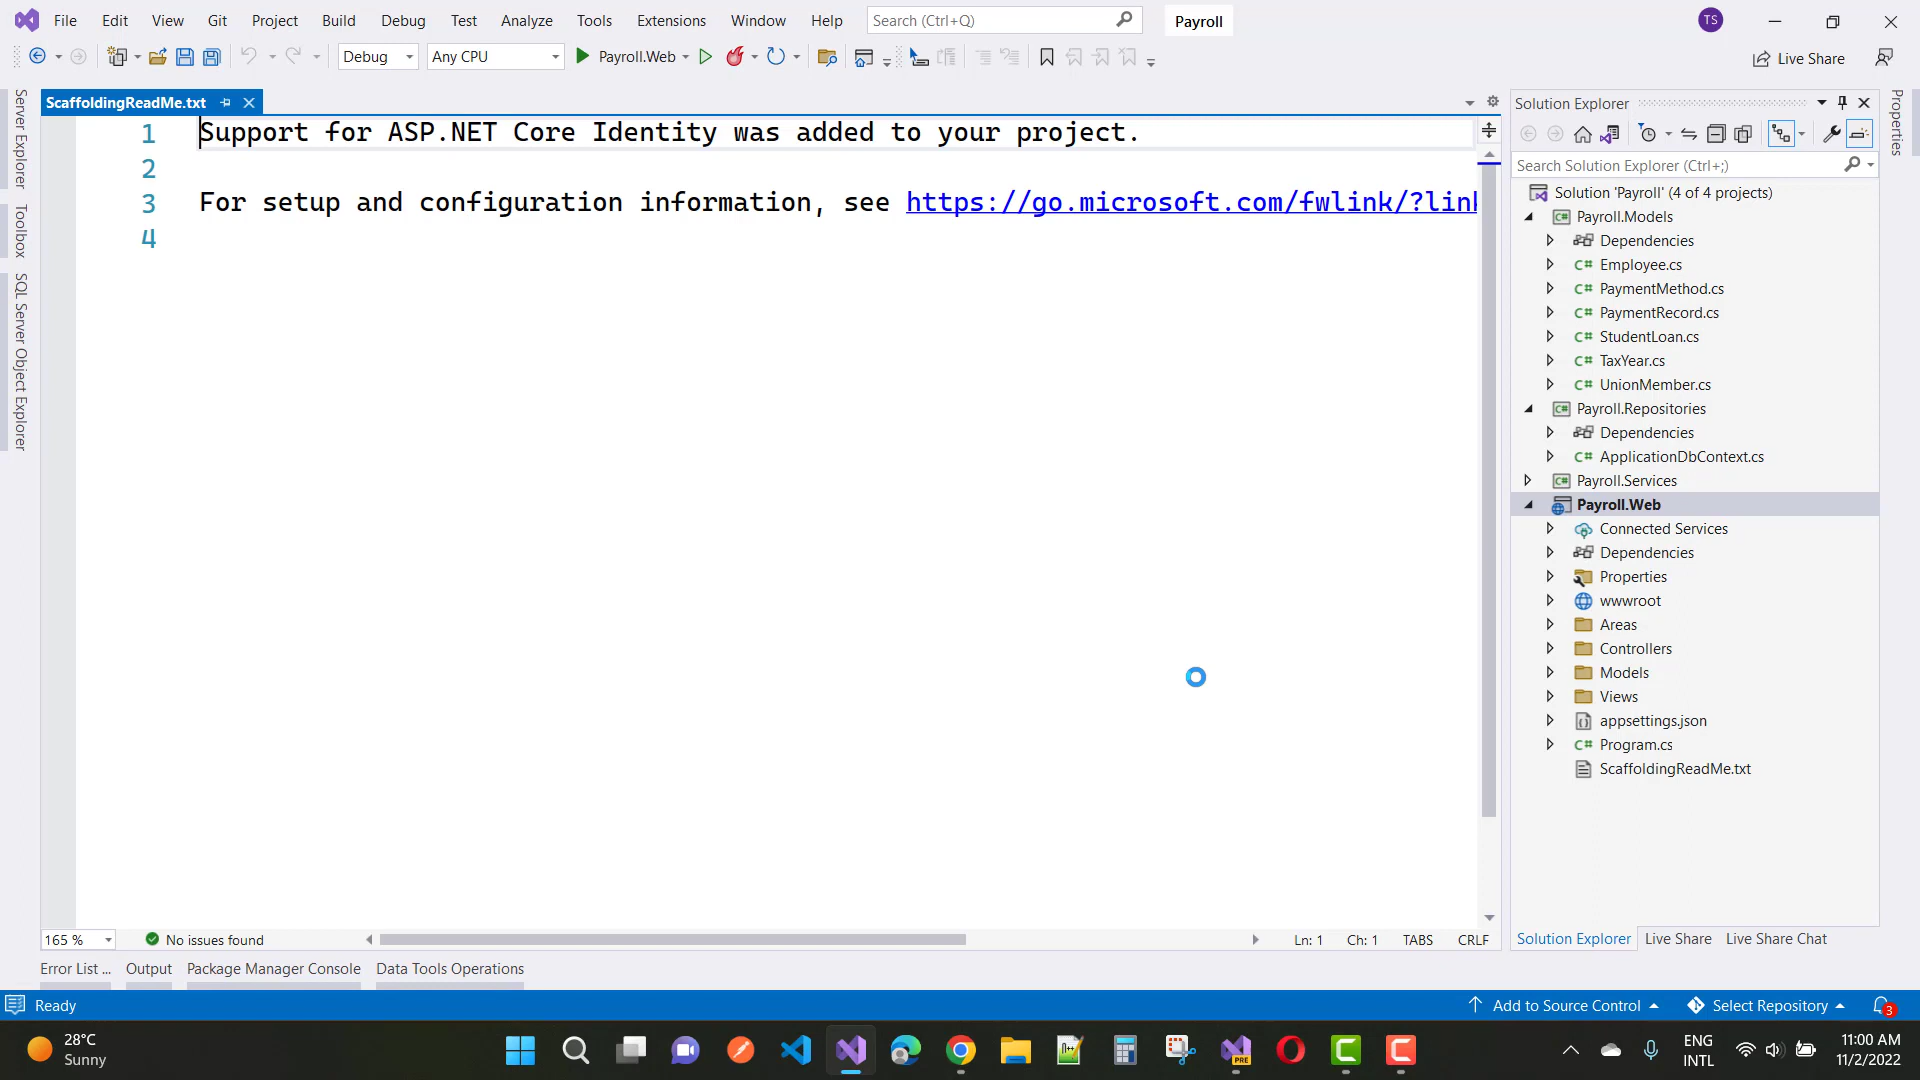 File Edit View Git Project Build Debug Test Analyze Tools Extensions Window Help Search (Ctrl+Q) Payroll TS
Debug Any CPU Payroll.Web Live Share
Server Explorer
Toolbox
SQL Server Object Explorer
ScaffoldingReadMe.txt
1 Support for ASP.NET Core Identity was added to your project.
2
3 For setup and configuration information, see https://go.microsoft.com/fwlink/?link
4
165 % No issues found Ln: 1 Ch: 1 TABS CRLF
Solution Explorer
Search Solution Explorer (Ctrl+;)
Solution 'Payroll' (4 of 4 projects)
Payroll.Models
Dependencies
C# Employee.cs
C# PaymentMethod.cs
C# PaymentRecord.cs
C# StudentLoan.cs
C# TaxYear.cs
C# UnionMember.cs
Payroll.Repositories
Dependencies
C# ApplicationDbContext.cs
Payroll.Services
Payroll.Web
Connected Services
Dependencies
Properties
wwwroot
Areas
Controllers
Models
Views
appsettings.json
C# Program.cs
ScaffoldingReadMe.txt
Solution Explorer Live Share Live Share Chat
Properties
Error List ... Output Package Manager Console Data Tools Operations
Ready Add to Source Control Select Repository 3
28°C
Sunny
PRE
ENG
INTL
11:00 AM
11/2/2022